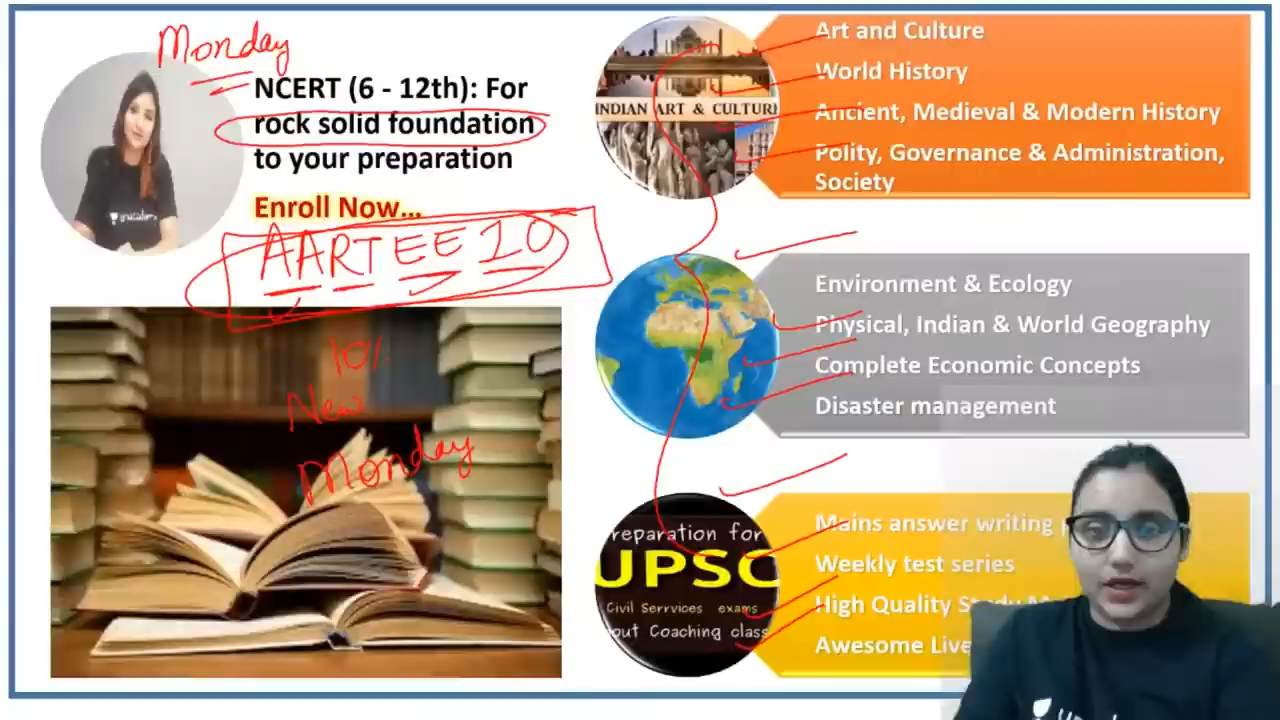 Monday
NCERT (6 - 12th): For
rock solid foundation
to your preparation
Enroll Now...
AARTEE10
10%
New
Monday
INDIAN ART & CULTURE
Art and Culture
World History
Ancient, Medieval & Modern History
Polity, Governance & Administration,
Society
Environment & Ecology
Physical, Indian & World Geography
Complete Economic Concepts
Disaster management
reparation for
UPSC
Civil Serrvices exams
out Coaching class
Mains answer writing
Weekly test series
High Quality Study
Awesome Live